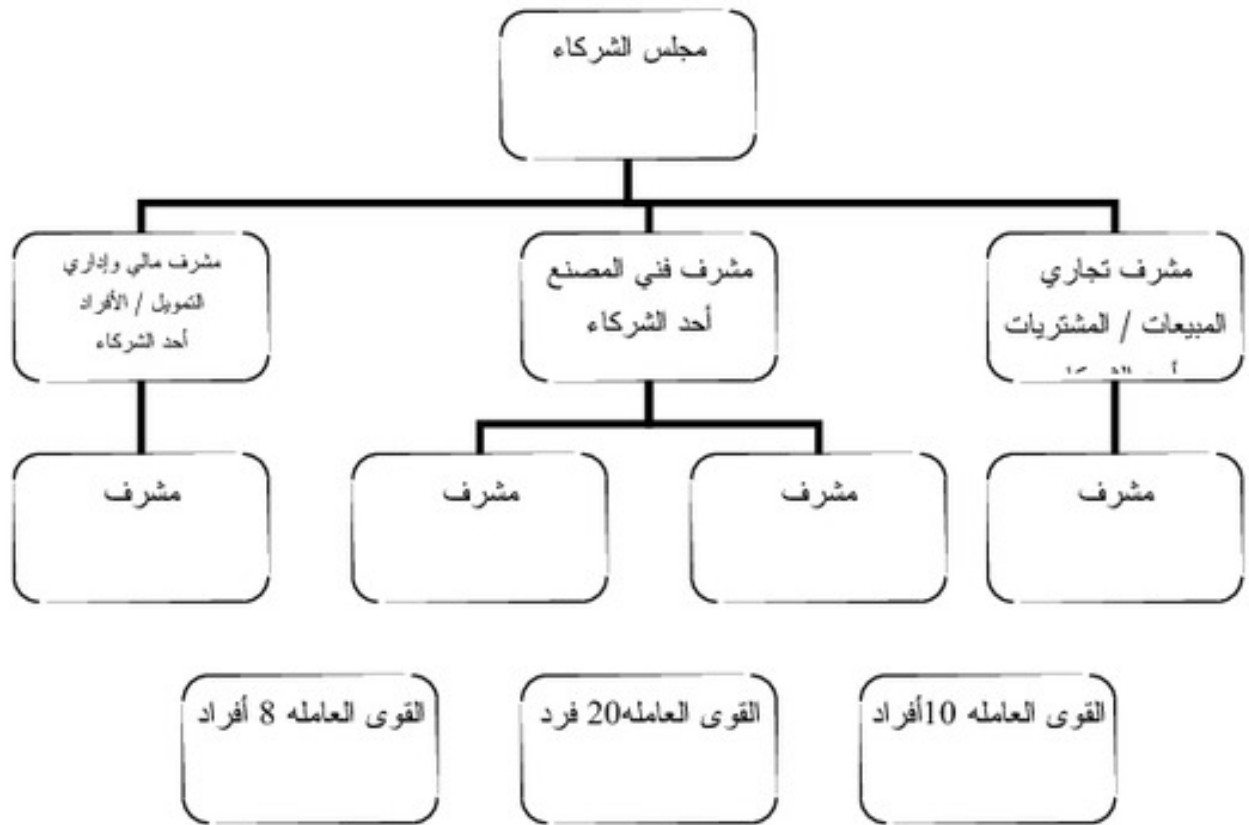 مجلس الشركاء
مشرف تجاري
المبيعات / المشتريات
مشرف فني المصنع
أحد الشركاء
مشرف مالي وإداري
التمويل / الأفراد
أحد الشركاء
مشرف
مشرف
مشرف
مشرف
القوى العامله 10أفراد
القوى العامله20 فرد
القوى العامله 8 أفراد